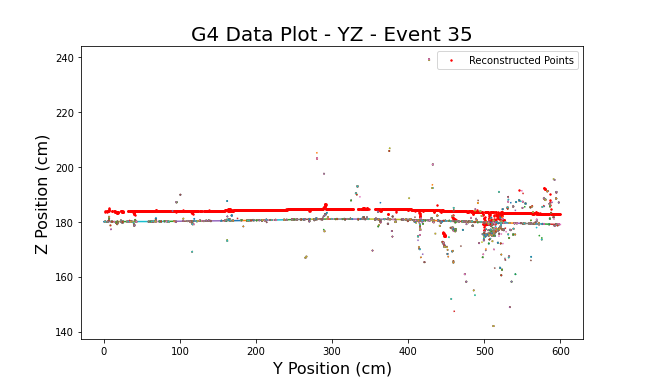 G4 Data Plot - YZ - Event 35
Reconstructed Points
Z Position (cm)
240
220
200
180
160
140
0 100 200 300 400 500 600
Y Position (cm)